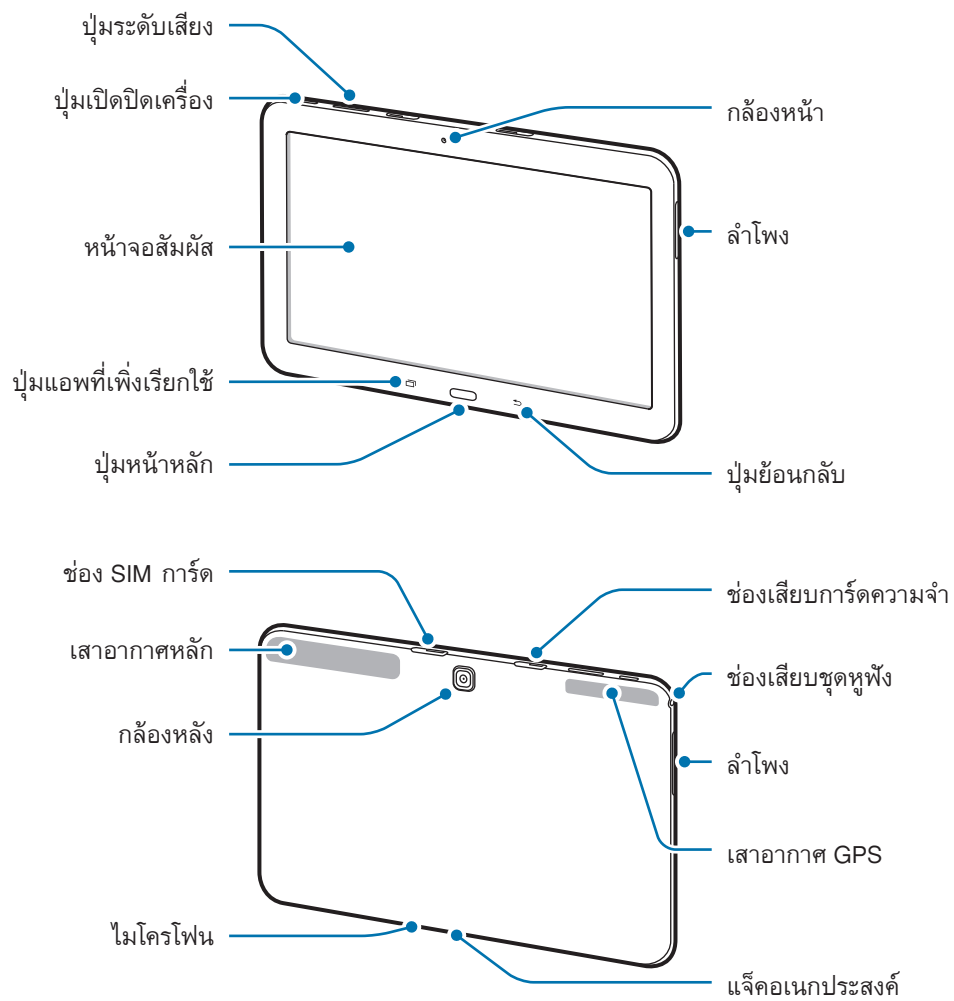 ปุ่มระดับเสียง
ปุ่มเปิดปิดเครื่อง
กล้องหน้า
ลำโพง
หน้าจอสัมผัส
ปุ่มแอพที่เพิ่งเรียกใช้
ปุ่มหน้าหลัก
ปุ่มย้อนกลับ
ช่อง SIM การ์ด
ช่องเสียบการ์ดความจำ
เสาอากาศหลัก
ช่องเสียบชุดหูฟัง
กล้องหลัง
ลำโพง
เสาอากาศ GPS
ไมโครโฟน
แจ็คอเนกประสงค์